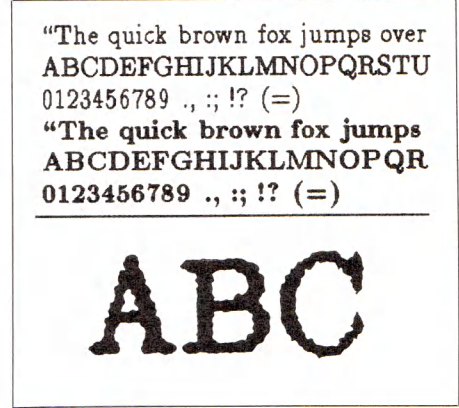 “The quick brown fox jumps over
ABCDEFGHIJKLMNOPQRSTU
0123456789 ., :; !? (=)
“The quick brown fox jumps
ABCDEFGHIJKLMNOPQR
0123456789 ., :; !? (=)
ABC